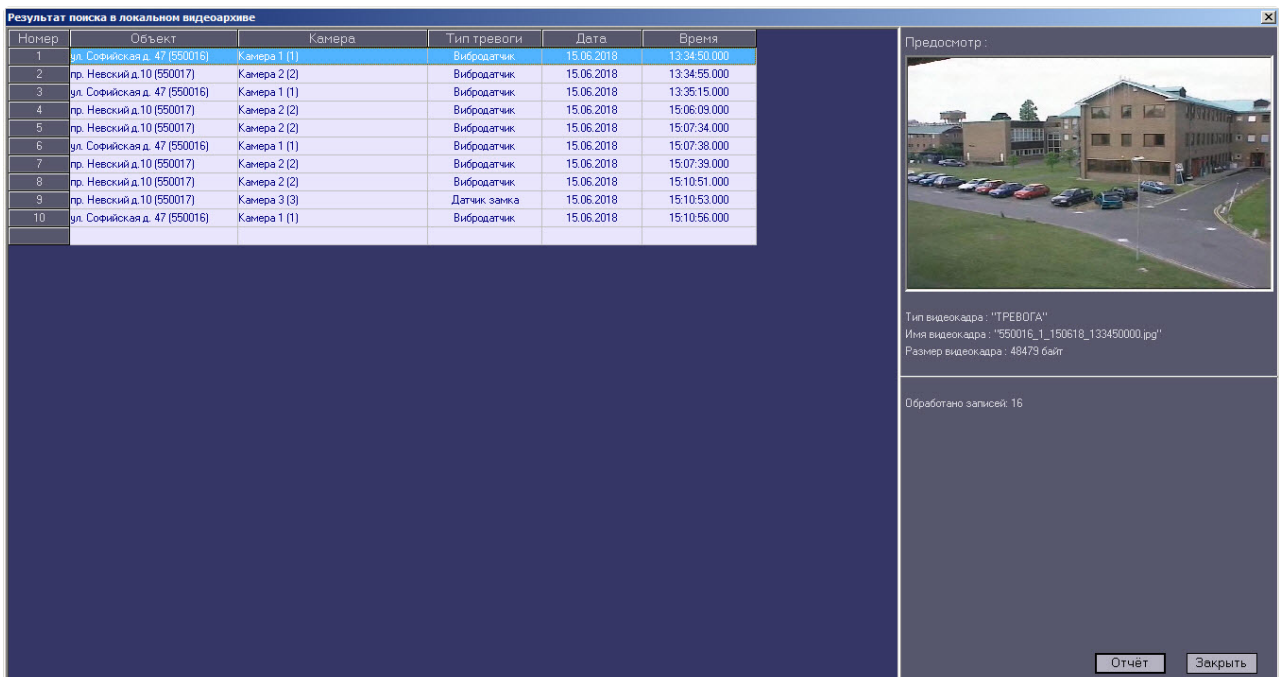 Результат поиска в локальном видеоархиве
Номер Объект Камера Тип тревоги Дата Время
1 ул. Софийская д. 47 (550016) Камера 1 (1) Вибродатчик 15.06.2018 13:34:50.000
2 пр. Невский д.10 (550017) Камера 2 (2) Вибродатчик 15.06.2018 13:34:55.000
3 ул. Софийская д. 47 (550016) Камера 1 (1) Вибродатчик 15.06.2018 13:35:15.000
4 пр. Невский д.10 (550017) Камера 2 (2) Вибродатчик 15.06.2018 15:06:09.000
5 пр. Невский д.10 (550017) Камера 2 (2) Вибродатчик 15.06.2018 15:07:34.000
6 ул. Софийская д. 47 (550016) Камера 1 (1) Вибродатчик 15.06.2018 15:07:38.000
7 пр. Невский д.10 (550017) Камера 2 (2) Вибродатчик 15.06.2018 15:07:39.000
8 пр. Невский д.10 (550017) Камера 2 (2) Вибродатчик 15.06.2018 15:10:51.000
9 пр. Невский д.10 (550017) Камера 3 (3) Датчик замка 15.06.2018 15:10:53.000
10 ул. Софийская д. 47 (550016) Камера 1 (1) Вибродатчик 15.06.2018 15:10:56.000
Предосмотр :
Тип видеокадра : "ТРЕВОГА"
Имя видеокадра : "550016_1_150618_133450000.jpg"
Размер видеокадра : 48479 байт
Обработано записей: 16
Отчёт Закрыть